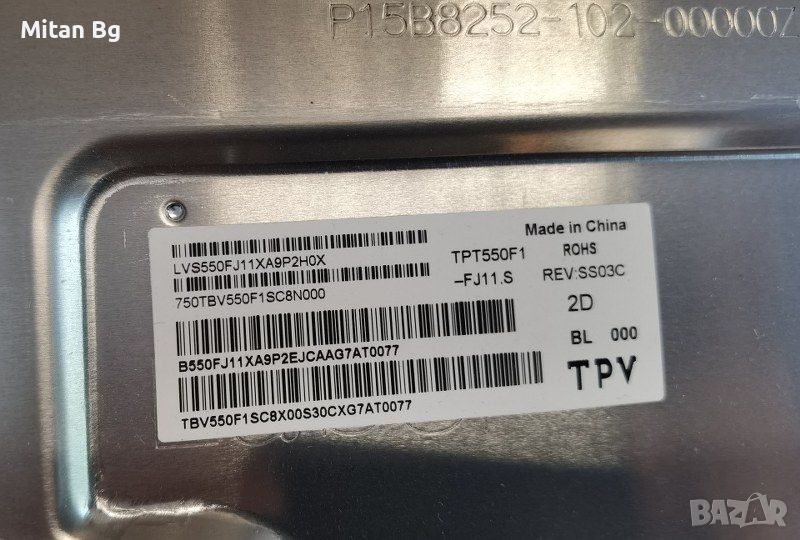 Mitan Bg
P15B8252-102-00000Z
Made in China
LVS550FJ11XA9P2H0X
TPT550F1
ROHS
750TBV550F1SC8N000
-FJ11.S
REV:SS03C
2D
B550FJ11XA9P2EJCAAG7AT0077
BL 000
TPV
TBV550F1SC8X00S30CXG7AT0077
BAZAR